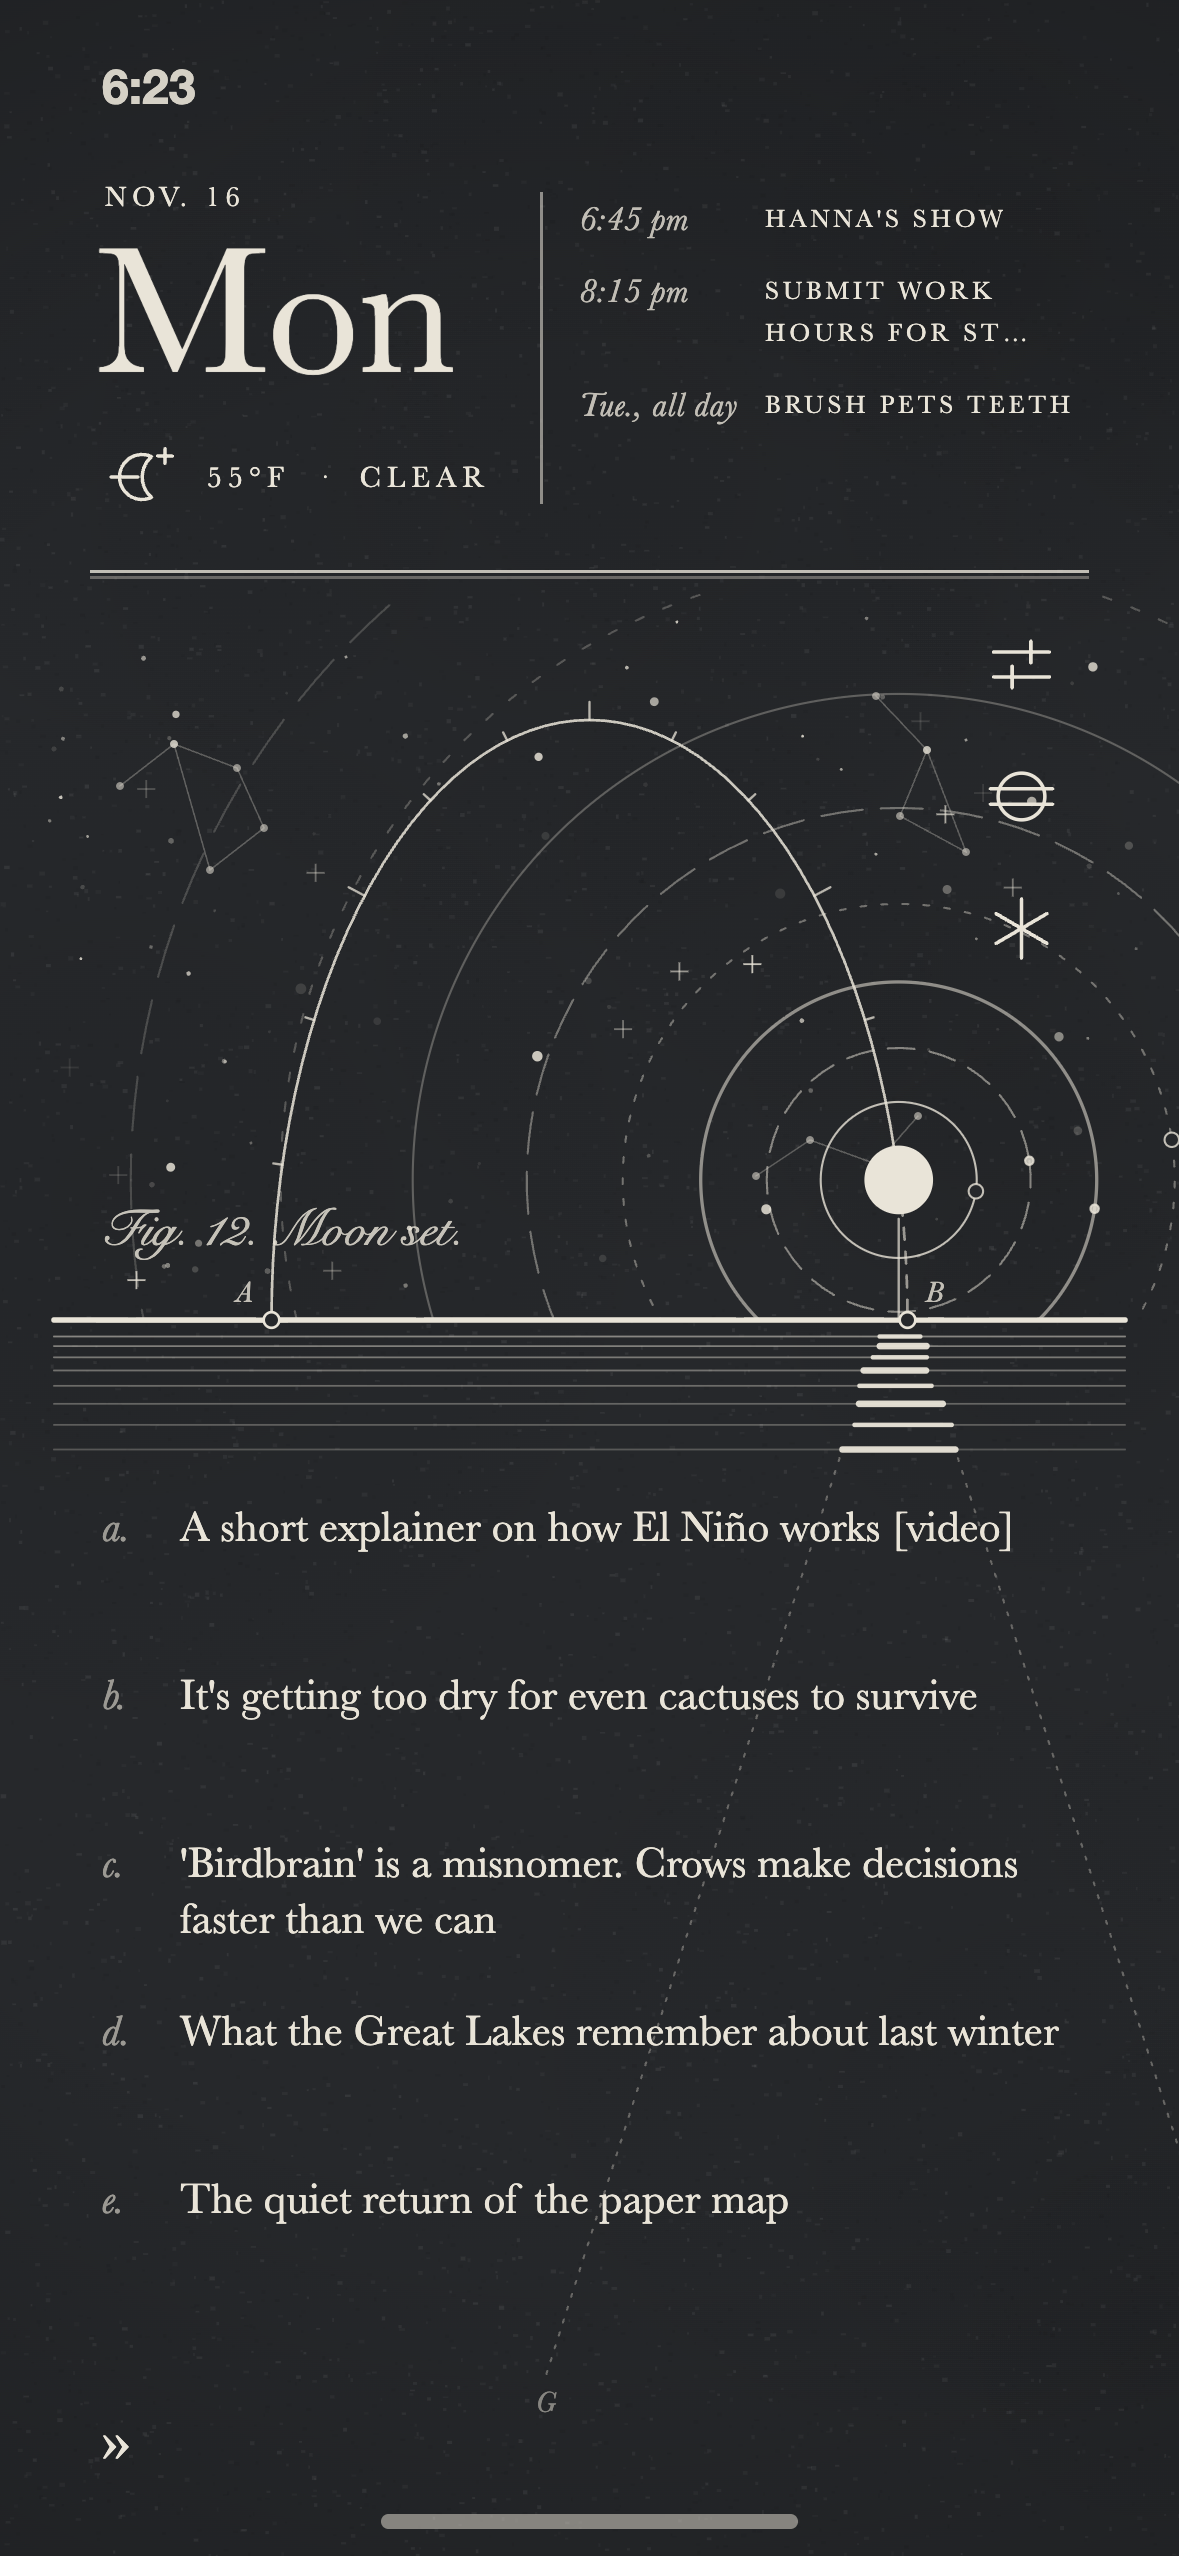 6:23
NOV. 16
Mon
55°F · CLEAR
6:45 pm HANNA'S SHOW
8:15 pm SUBMIT WORK
HOURS FOR ST...
Tue., all day BRUSH PETS TEETH
Fig. 12. Moon set.
A
B
a. A short explainer on how El Niño works [video]
b. It's getting too dry for even cactuses to survive
c. 'Birdbrain' is a misnomer. Crows make decisions
faster than we can
d. What the Great Lakes remember about last winter
e. The quiet return of the paper map
G
»